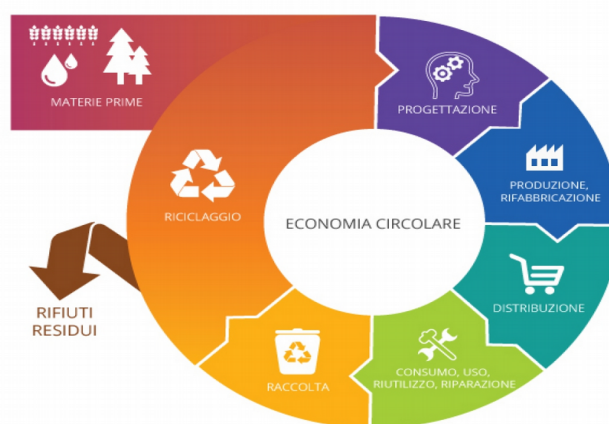 MATERIE PRIME
PROGETTAZIONE
PRODUZIONE,
RIFABBRICAZIONE
RICICLAGGIO
ECONOMIA CIRCOLARE
DISTRIBUZIONE
RIFIUTI
RESIDUI
CONSUMO, USO,
RIUTILIZZO, RIPARAZIONE
RACCOLTA